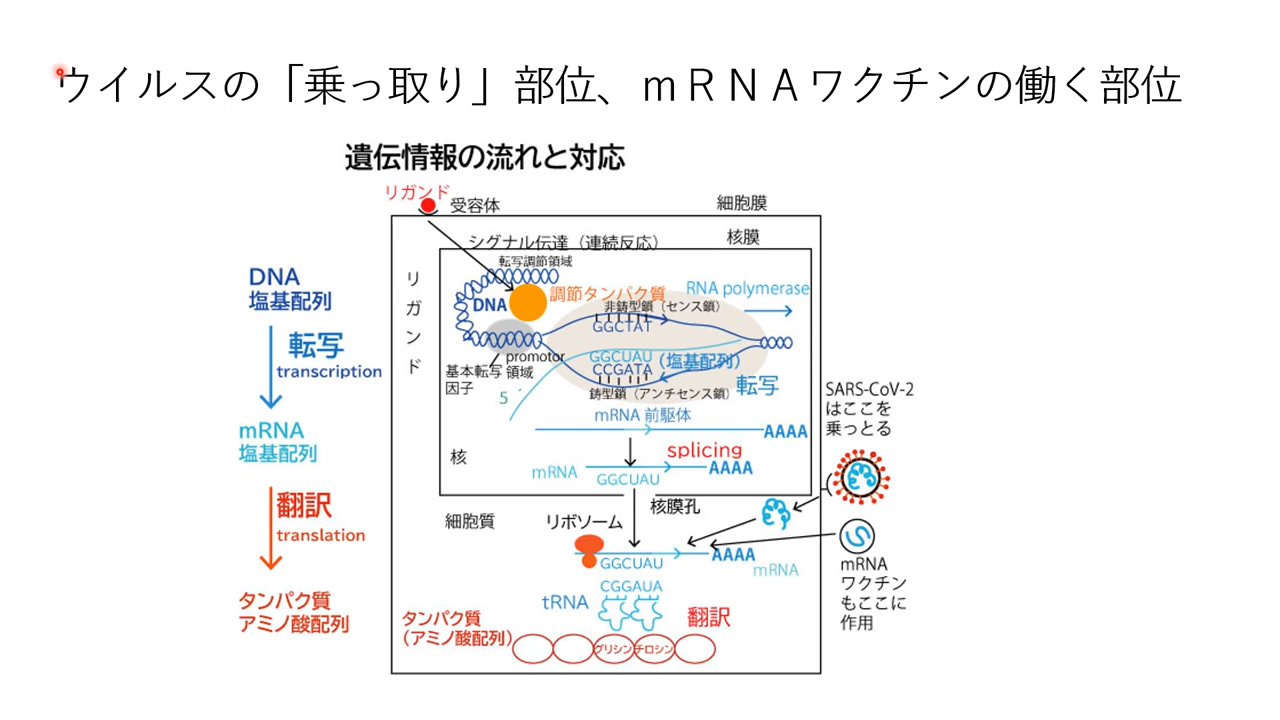 ウイルスの「乗っ取り」部位、ｍＲＮＡワクチンの働く部位
遺伝情報の流れと対応
リガンド
受容体
細胞膜
シグナル伝達（連続反応）
核膜
転写調節領域
DNA
塩基配列
リガンド
DNA
調節タンパク質
RNA polymerase
非鋳型鎖（センス鎖）
GGCTAT
転写
transcription
promotor
領域
基本転写
因子
GGCUAU（塩基配列）
CCGATA
5´
鋳型鎖（アンチセンス鎖）
転写
mRNA 前駆体
AAAA
SARS-CoV-2
はここを
乗っとる
mRNA
塩基配列
核
splicing
mRNA
AAAA
GGCUAU
翻訳
translation
細胞質
リボソーム
核膜孔
AAAA
GGCUAU
mRNA
mRNA
ワクチン
もここに
作用
CGGAUA
tRNA
タンパク質
アミノ酸配列
タンパク質
（アミノ酸配列）
翻訳
グリシン
チロシン